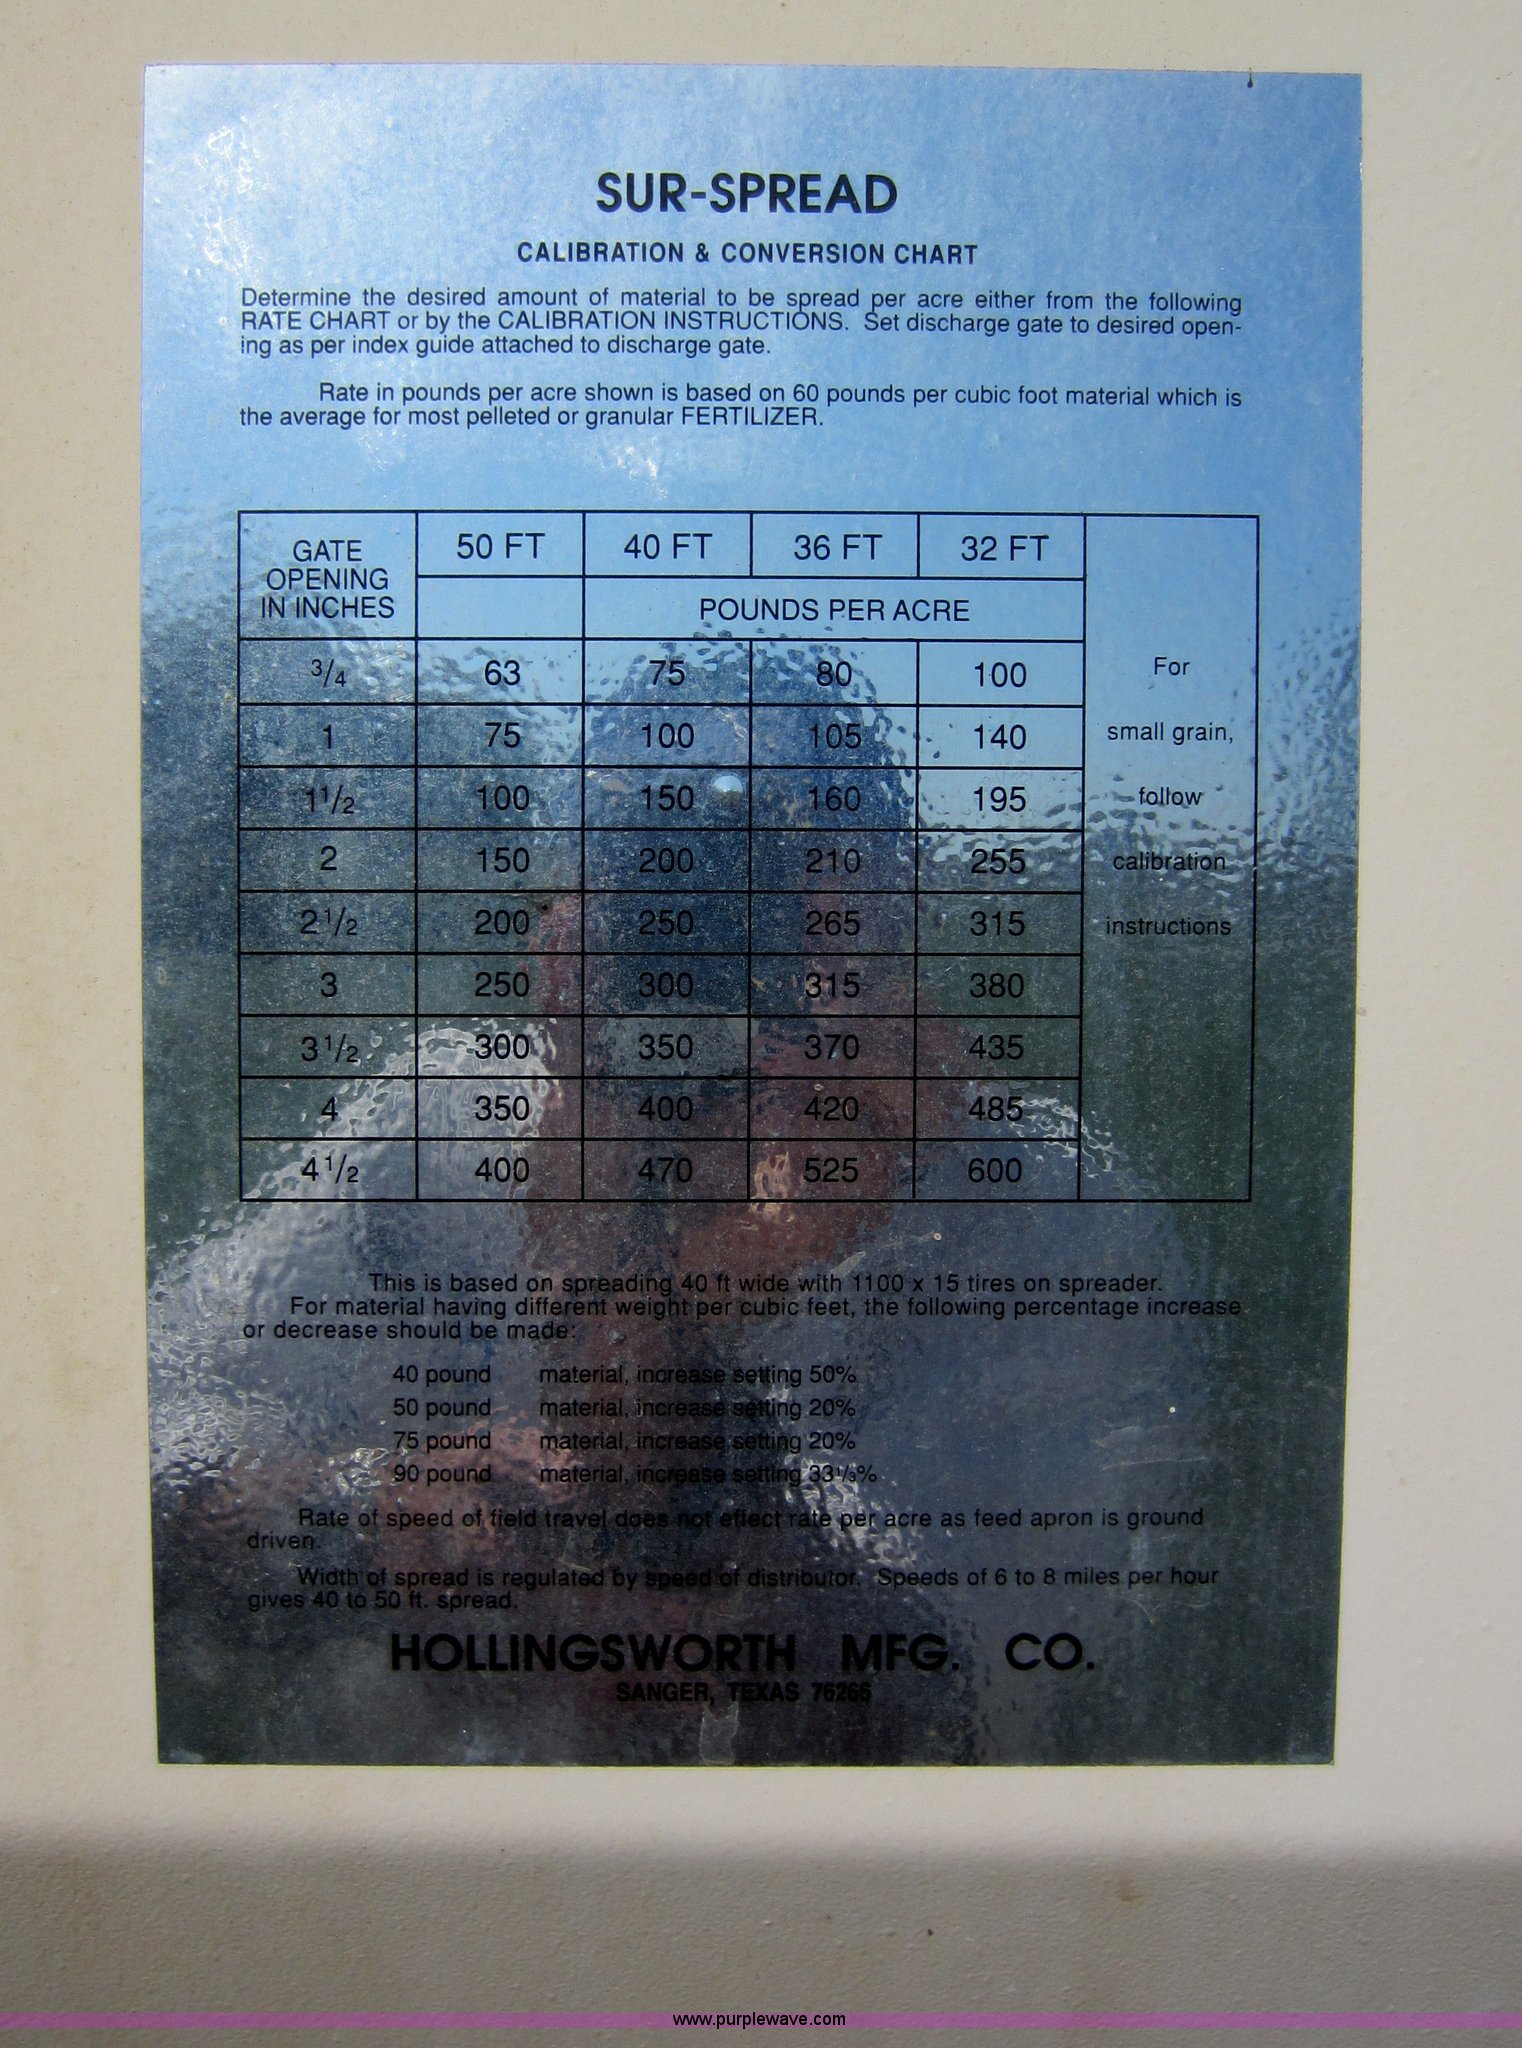 SUR-SPREAD
CALIBRATION & CONVERSION CHART
Determine the desired amount of material to be spread per acre either from the following
RATE CHART or by the CALIBRATION INSTRUCTIONS. Set discharge gate to desired open-
ing as per index guide attached to discharge gate.
Rate in pounds per acre shown is based on 60 pounds per cubic foot material which is
the average for most pelleted or granular FERTILIZER.
GATE OPENING IN INCHES 50 FT 40 FT 36 FT 32 FT
POUNDS PER ACRE
3/4 63 75 80 100 For
1 75 100 105 140 small grain,
1 1/2 100 150 160 195 follow
2 150 200 210 255 calibration
2 1/2 200 250 265 315 instructions
3 250 300 315 380
3 1/2 300 350 370 435
4 350 400 420 485
4 1/2 400 470 525 600
This is based on spreading 40 ft wide with 1100 x 15 tires on spreader.
For material having different weight per cubic feet, the following percentage increase
or decrease should be made:
40 pound material, increase setting 50%
50 pound material, increase setting 20%
75 pound material, increase setting 20%
90 pound material, increase setting 33 1/3%
Rate of speed of field travel does not effect rate per acre as feed apron is ground
driven.
Width of spread is regulated by speed of distributor. Speeds of 6 to 8 miles per hour
gives 40 to 50 ft. spread.
HOLLINGSWORTH MFG. CO.
SANGER, TEXAS 76266
www.purplewave.com